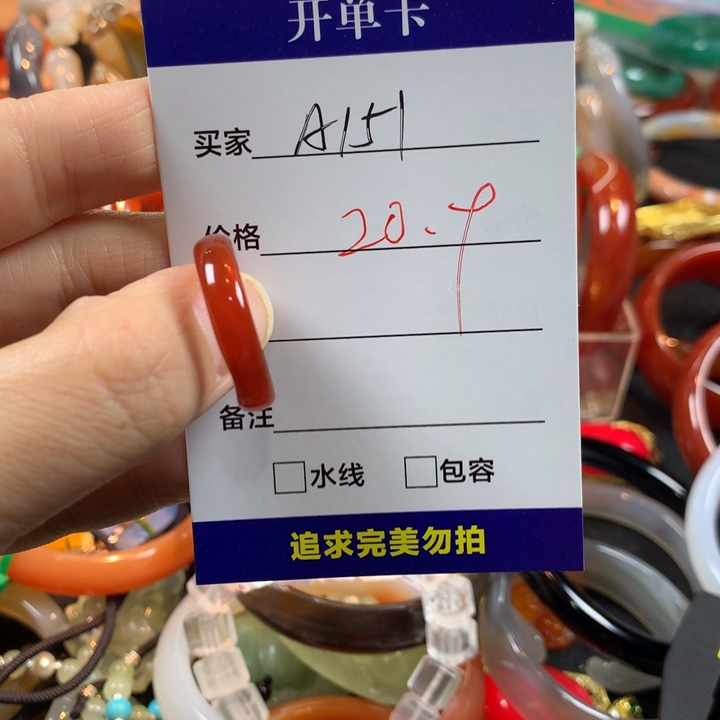 开单卡
买家 A151
价格 20.9
备注
水线 包容
追求完美勿拍